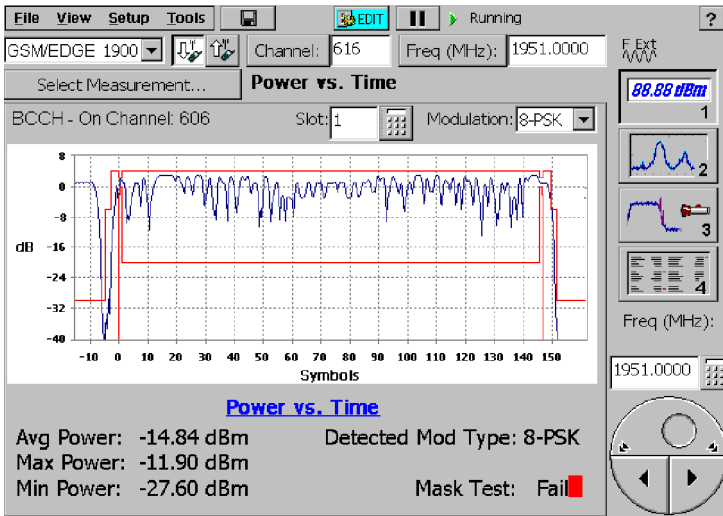 File View Setup Tools EDIT Running ?
GSM/EDGE 1900 Channel: 616 Freq (MHz): 1951.0000 F Ext
Select Measurement... Power vs. Time
88.88 dBm
1
BCCH - On Channel: 606 Slot: 1 Modulation: 8-PSK
2
3
4
dB
8
0
-8
-16
-24
-32
-40
-10 0 10 20 30 40 50 60 70 80 90 100 110 120 130 140 150
Symbols
Freq (MHz):
1951.0000
Power vs. Time
Avg Power: -14.84 dBm Detected Mod Type: 8-PSK
Max Power: -11.90 dBm
Min Power: -27.60 dBm Mask Test: Fail